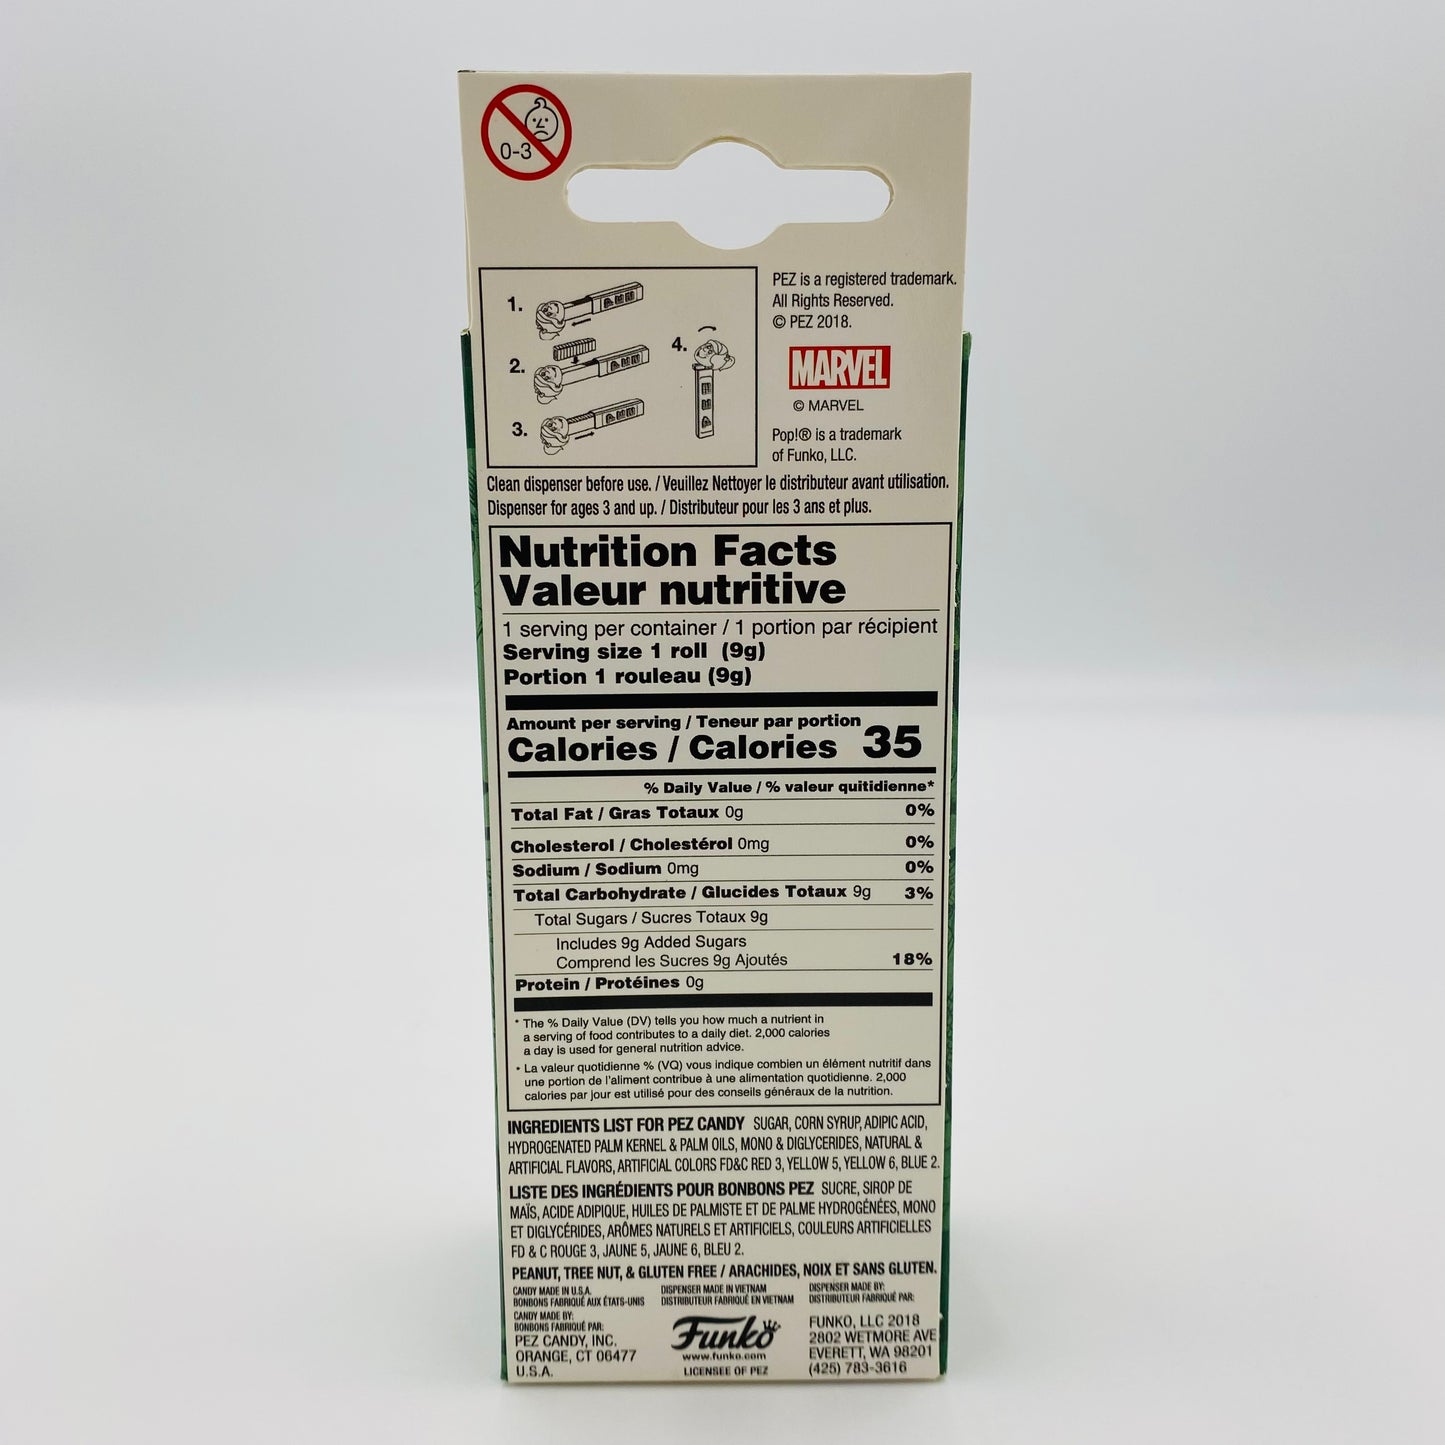 0-3
1.
2.
3.
4.
PEZ is a registered trademark.
All Rights Reserved.
© PEZ 2018.
MARVEL
© MARVEL
Pop!® is a trademark
of Funko, LLC.
Clean dispenser before use. / Veuillez Nettoyer le distributeur avant utilisation.
Dispenser for ages 3 and up. / Distributeur pour les 3 ans et plus.
Nutrition Facts
Valeur nutritive
1 serving per container / 1 portion par récipient
Serving size 1 roll (9g)
Portion 1 rouleau (9g)
Amount per serving / Teneur par portion
Calories / Calories 35
% Daily Value / % valeur quitidienne*
Total Fat / Gras Totaux 0g 0%
Cholesterol / Cholestérol 0mg 0%
Sodium / Sodium 0mg 0%
Total Carbohydrate / Glucides Totaux 9g 3%
Total Sugars / Sucres Totaux 9g
Includes 9g Added Sugars
Comprend les Sucres 9g Ajoutés 18%
Protein / Protéines 0g
* The % Daily Value (DV) tells you how much a nutrient in
a serving of food contributes to a daily diet. 2,000 calories
a day is used for general nutrition advice.
* La valeur quotidienne % (VQ) vous indique combien un élément nutritif dans
une portion de l'aliment contribue à une alimentation quotidienne. 2,000
calories par jour est utilisé pour des conseils généraux de la nutrition.
INGREDIENTS LIST FOR PEZ CANDY SUGAR, CORN SYRUP, ADIPIC ACID,
HYDROGENATED PALM KERNEL & PALM OILS, MONO & DIGLYCERIDES, NATURAL &
ARTIFICIAL FLAVORS, ARTIFICIAL COLORS FD&C RED 3, YELLOW 5, YELLOW 6, BLUE 2.
LISTE DES INGRÉDIENTS POUR BONBONS PEZ SUCRE, SIROP DE
MAÏS, ACIDE ADIPIQUE, HUILES DE PALMISTE ET DE PALME HYDROGÉNÉES, MONO
ET DIGLYCÉRIDES, ARÔMES NATURELS ET ARTIFICIELS, COULEURS ARTIFICIELLES
FD & C ROUGE 3, JAUNE 5, JAUNE 6, BLEU 2.
PEANUT, TREE NUT, & GLUTEN FREE / ARACHIDES, NOIX ET SANS GLUTEN.
CANDY MADE IN U.S.A.
BONBONS FABRIQUÉ AUX ÉTATS-UNIS
CANDY MADE BY:
BONBONS FABRIQUÉ PAR:
PEZ CANDY, INC.
ORANGE, CT 06477
U.S.A.
DISPENSER MADE IN VIETNAM
DISTRIBUTEUR FABRIQUÉ EN VIETNAM
Funko
www.funko.com
LICENSEE OF PEZ
DISPENSER MADE BY:
DISTRIBUTEUR FABRIQUÉ PAR:
FUNKO, LLC 2018
2802 WETMORE AVE
EVERETT, WA 98201
(425) 783-3616